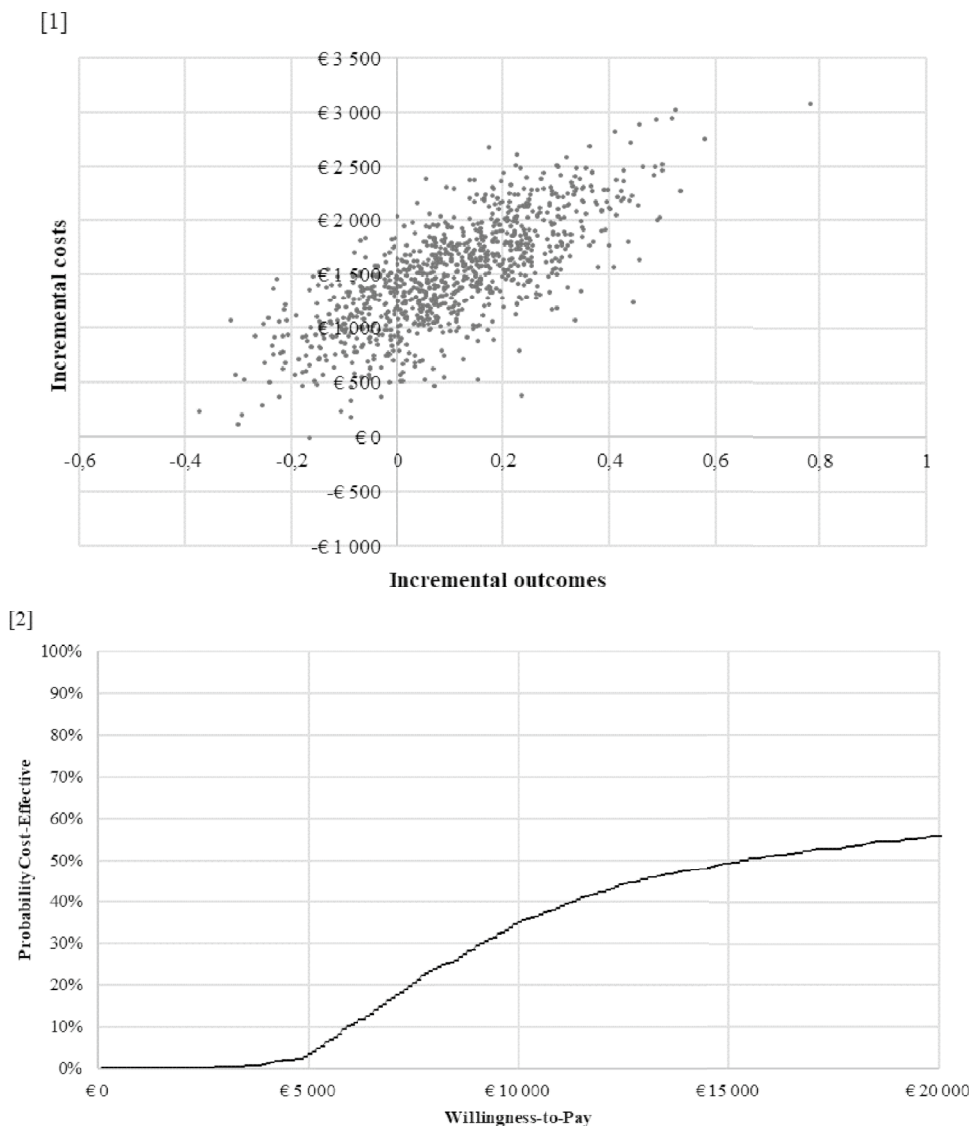 [1]
€ 3 500
€ 3 000
€ 2 500
€ 2 000
€ 1 500
€ 1 000
€ 500
€ 0
-0,6 -0,4 -0,2 0 0,2 0,4 0,6 0,8 1
-€ 500
-€ 1 000
Incremental costs
Incremental outcomes
[2]
100%
90%
80%
70%
60%
50%
40%
30%
20%
10%
0%
€ 0 € 5 000 € 10 000 € 15 000 € 20 000
Probability Cost-Effective
Willingness-to-Pay